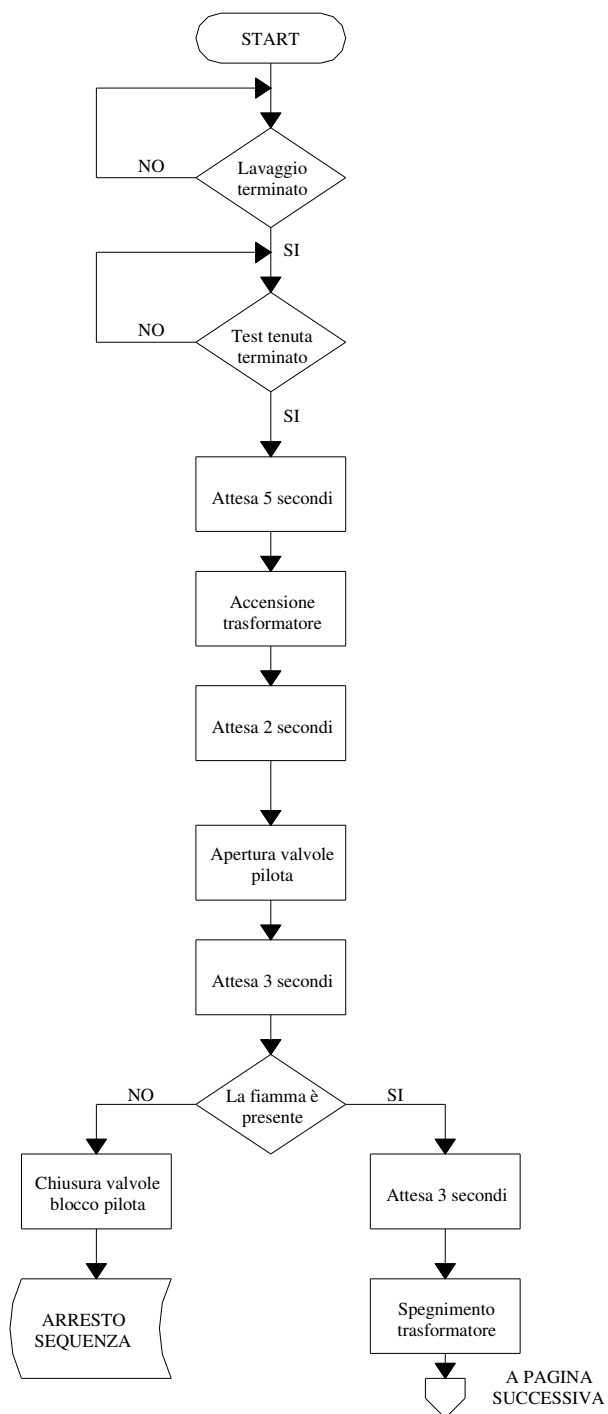 START
Lavaggio
terminato
NO
SI
Test tenuta
terminato
NO
SI
Attesa 5 secondi
Accensione
trasformatore
Attesa 2 secondi
Apertura valvole
pilota
Attesa 3 secondi
La fiamma è
presente
NO
SI
Chiusura valvole
blocco pilota
Attesa 3 secondi
ARRESTO
SEQUENZA
Spegnimento
trasformatore
A PAGINA
SUCCESSIVA